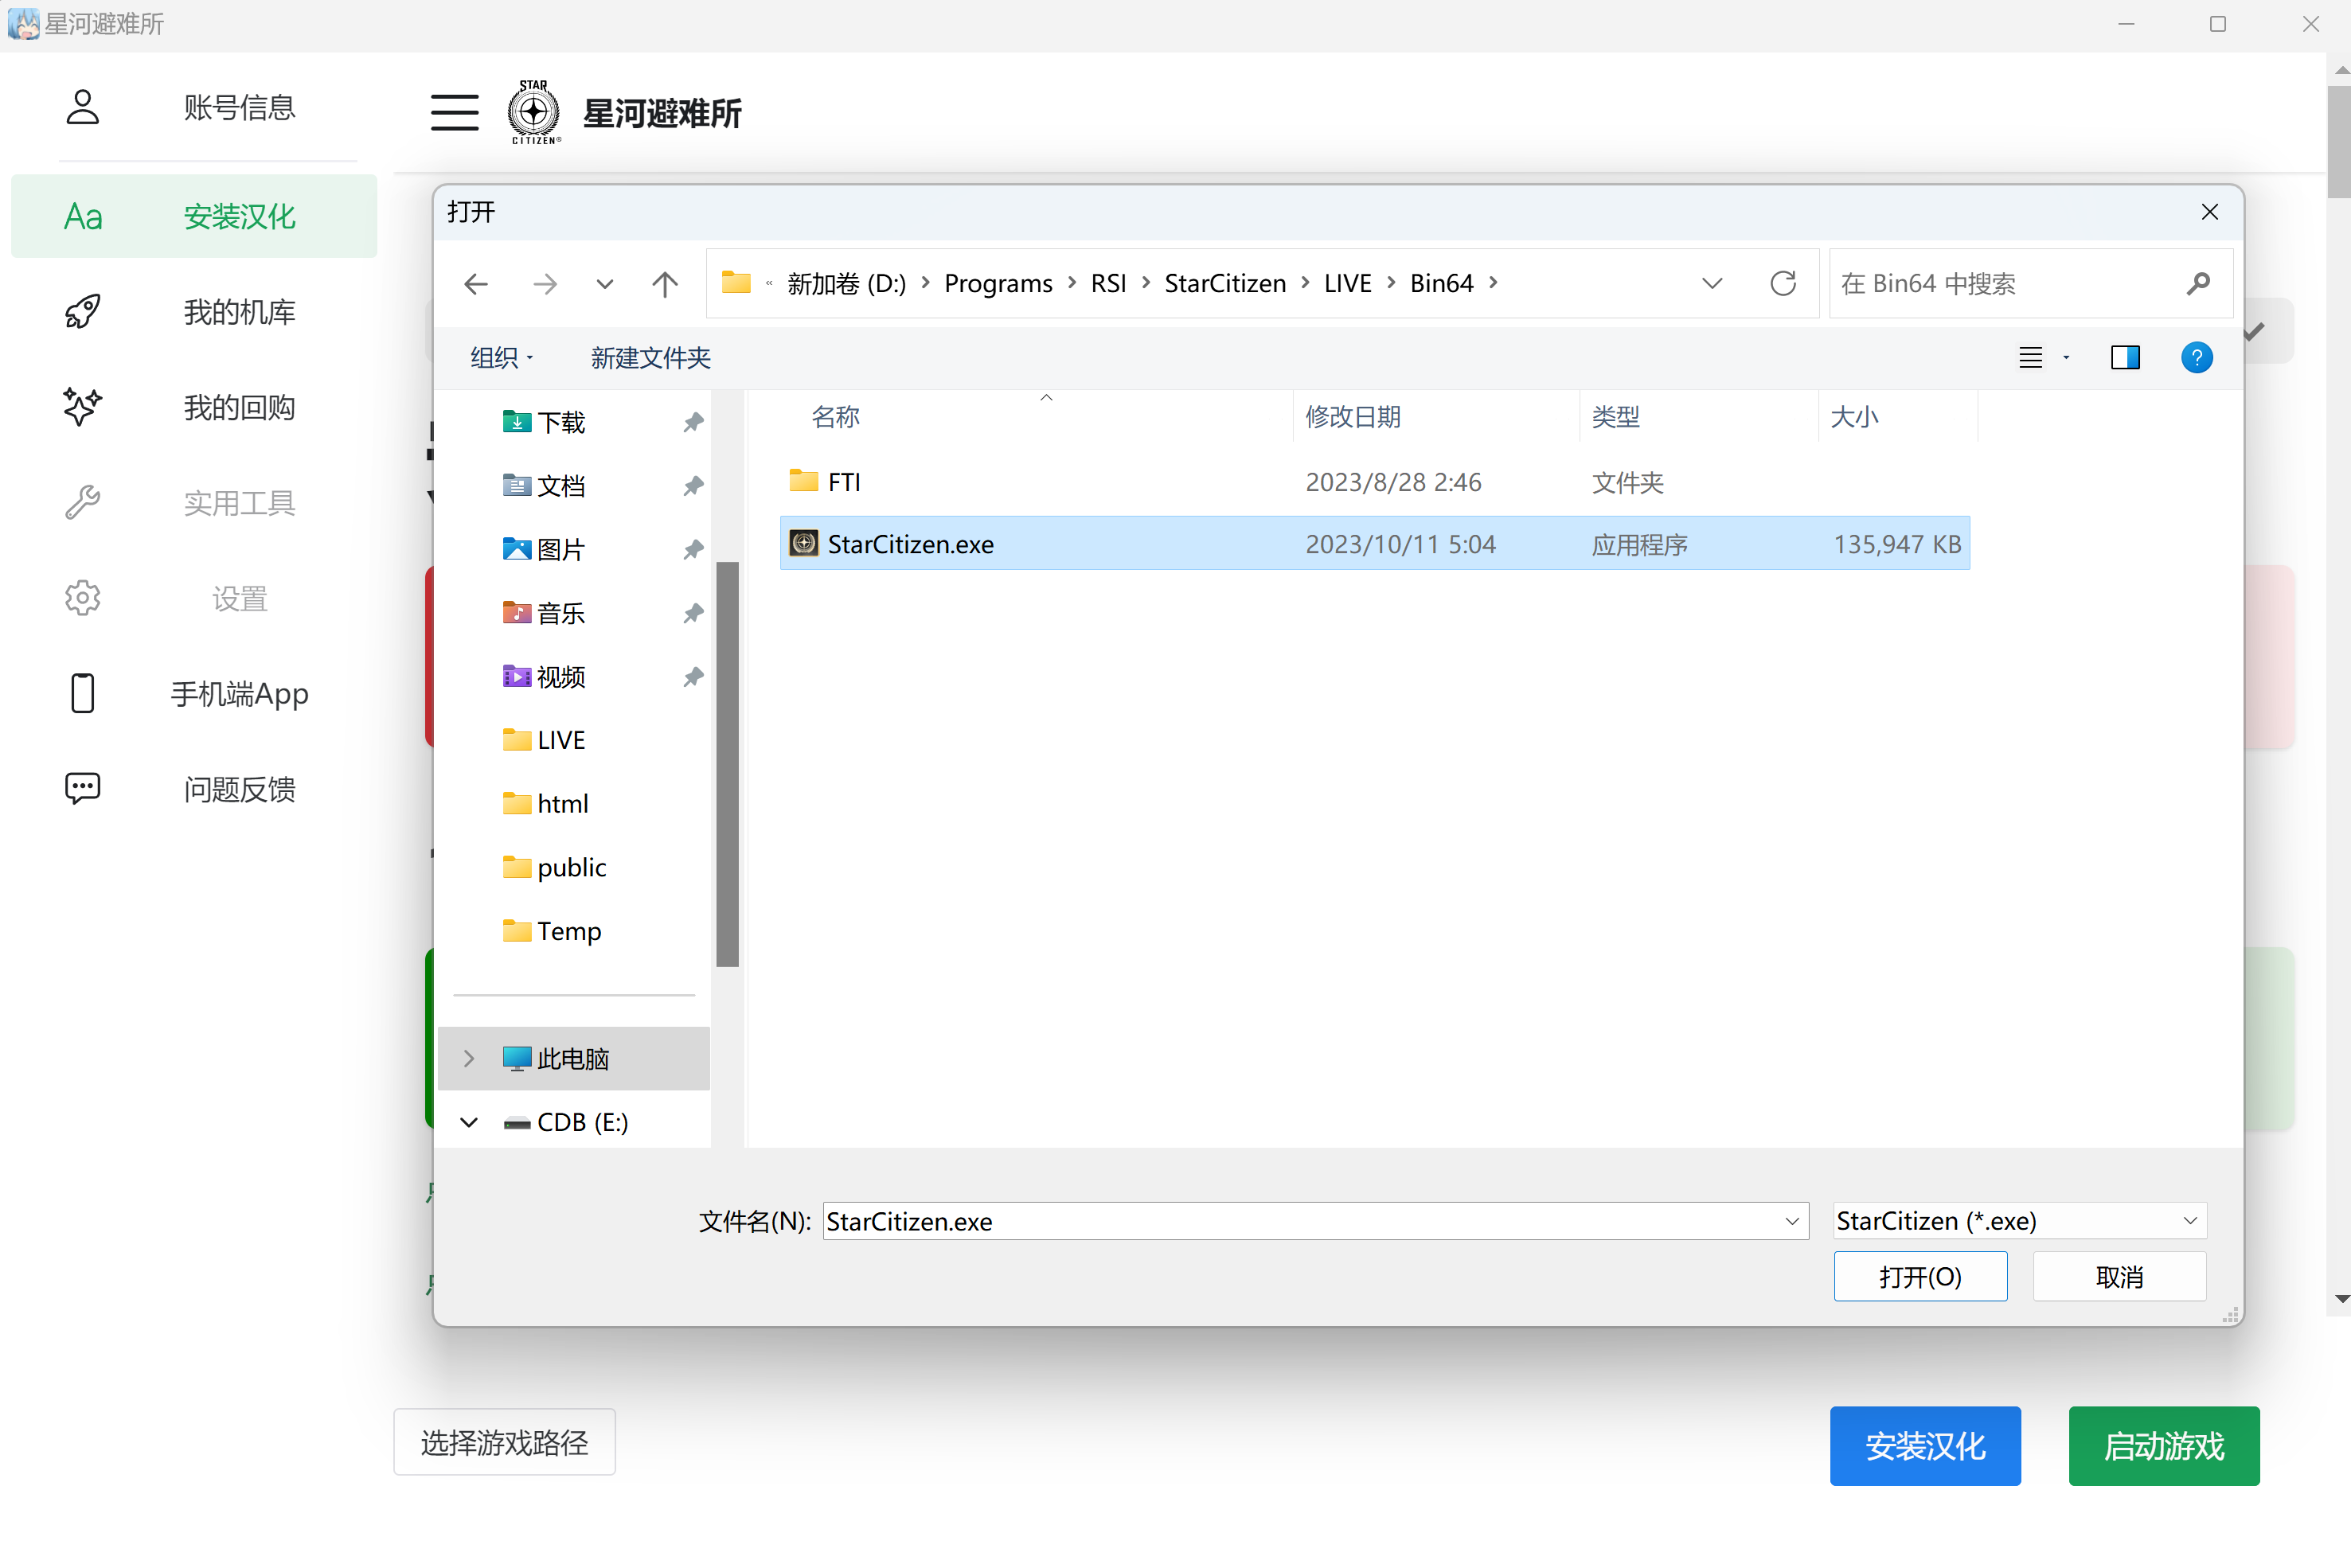 星河避难所
账号信息
STAR
CITIZEN®
星河避难所
安装汉化
我的机库
我的回购
实用工具
设置
手机端App
问题反馈
打开
« 新加卷 (D:) › Programs › RSI › StarCitizen › LIVE › Bin64 ›
在 Bin64 中搜索
组织
新建文件夹
?
名称 修改日期 类型 大小
FTI 2023/8/28 2:46 文件夹
StarCitizen.exe 2023/10/11 5:04 应用程序 135,947 KB
下载
文档
图片
音乐
视频
LIVE
html
public
Temp
此电脑
CDB (E:)
文件名(N): StarCitizen.exe
StarCitizen (*.exe)
打开(O)
取消
选择游戏路径
安装汉化
启动游戏
Aa